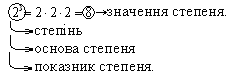 2³ = 2 · 2 · 2 = 8 → значення степеня.
степінь
основа степеня
показник степеня.